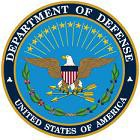 DEPARTMENT OF DEFENSE
UNITED STATES OF AMERICA